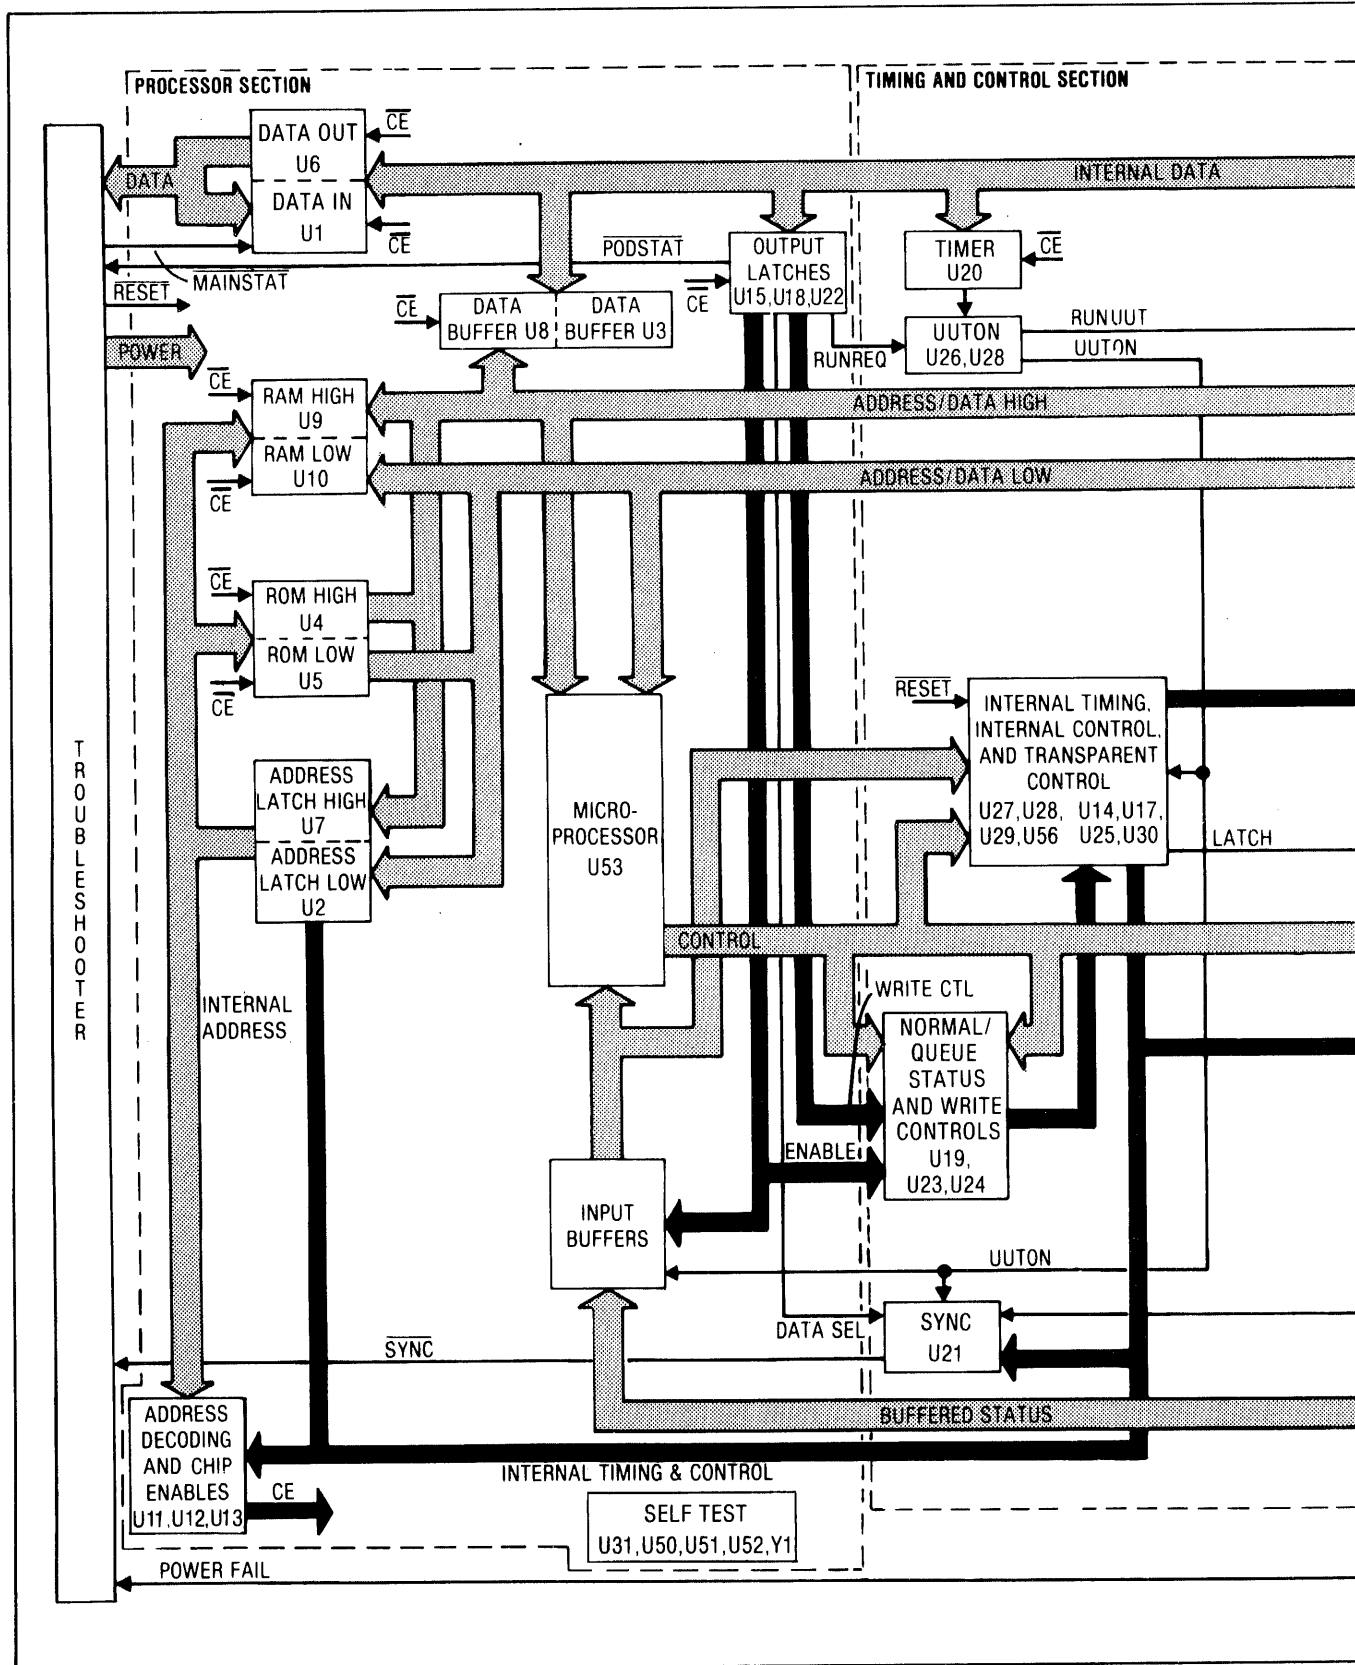 PROCESSOR SECTION
TIMING AND CONTROL SECTION
DATA OUT
U6
CE
DATA
DATA IN
U1
CE
INTERNAL DATA
MAINSTAT
PODSTAT
RESET
POWER
OUTPUT
LATCHES
U15,U18,U22
CE
TIMER
U20
CE
CE
DATA
BUFFER U8
DATA
BUFFER U3
RUNREQ
UUTON
U26,U28
RUNUUT
UUTON
CE
RAM HIGH
U9
RAM LOW
U10
CE
ADDRESS/DATA HIGH
ADDRESS/DATA LOW
CE
ROM HIGH
U4
ROM LOW
U5
CE
TROUBLESHOOTER
ADDRESS
LATCH HIGH
U7
ADDRESS
LATCH LOW
U2
MICRO-
PROCESSOR
U53
RESET
INTERNAL TIMING,
INTERNAL CONTROL,
AND TRANSPARENT
CONTROL
U27,U28, U14,U17,
U29,U56 U25,U30
LATCH
CONTROL
INTERNAL
ADDRESS
WRITE CTL
NORMAL/
QUEUE
STATUS
AND WRITE
CONTROLS
U19,
U23,U24
ENABLE
INPUT
BUFFERS
UUTON
DATA SEL
SYNC
U21
SYNC
BUFFERED STATUS
ADDRESS
DECODING
AND CHIP
ENABLES
U11,U12,U13
CE
INTERNAL TIMING & CONTROL
SELF TEST
U31,U50,U51,U52,Y1
POWER FAIL